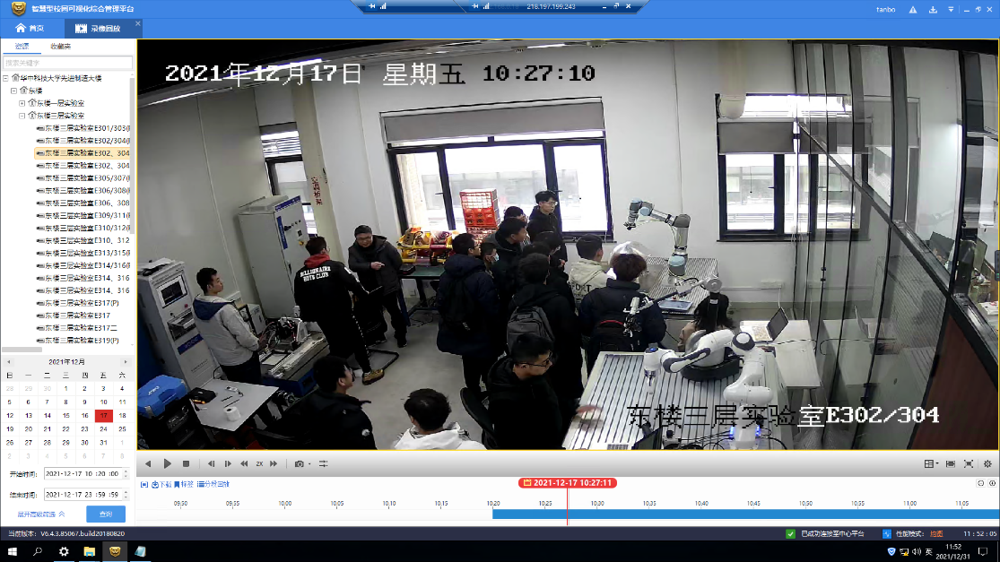 智慧型校园可视化综合管理平台
218.197.199.243
tanbo
首页
录像回放
资源
收藏夹
搜索关键字
华中科技大学先进制造大楼
东楼
东楼一层实验室
东楼三层实验室
东楼三层实验室E301/303(
东楼三层实验室E302/304(
东楼三层实验室E302、304
东楼三层实验室E302、304
东楼三层实验室E305/307(
东楼三层实验室E306/308(
东楼三层实验室E306、308
东楼三层实验室E309/311(
东楼三层实验室E310/312(
东楼三层实验室E310、312
东楼三层实验室E313/315(
东楼三层实验室E314/316(
东楼三层实验室E314、316
东楼三层实验室E314、316
东楼三层实验室E317(P)
东楼三层实验室E317
东楼三层实验室E317二
东楼三层实验室E319(P)
2021年12月
日 一 二 三 四 五 六
28 29 30 1 2 3 4
5 6 7 8 9 10 11
12 13 14 15 16 17 18
19 20 21 22 23 24 25
26 27 28 29 30 31 1
2 3 4 5 6 7 8
开始时间: 2021-12-17 10:20:00
结束时间: 2021-12-17 23:59:59
展开高级筛选
查询
2021年12月17日 星期五 10:27:10
BILLIONAIRE
BOYS CLUB
东楼三层实验室E302/304
2X
下载 标签 分段回放
2021-12-17 10:27:11
09:50 09:55 10:00 10:05 10:10 10:15 10:20 10:25 10:30 10:35 10:40 10:45 10:50 10:55 11:00 11:05
当前版本: V6.4.3.85067.build20180820
已成功连接至中心平台
性能模式:
11:52:05
英
11:52
2021/12/31